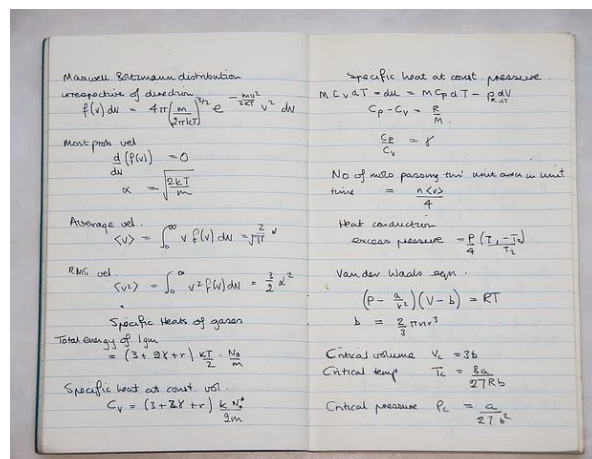 Maxwell Boltzmann distribution
irrespective of direction
f(v) dv = 4π(m/2πkT)^3/2 e^-mv²/2kT v² dv
Most prob vel
d/dv (f(v)) = 0
α = √(2kT/m)
Average vel.
<v> = ∫₀^∞ v f(v) dv = 2/√π α
RMS vel.
<v²> = ∫₀^∞ v² f(v) dv = 3/2 α²
Specific Heats of gases
Total energy of 1gm
= (3 + 2γ + r) kT/2 · N₀/m
Specific heat at const. vol.
Cv = (3 + 2γ + r) k N₀/2m
Specific heat at const. pressure.
M Cv dT = du = M Cp dT -
Cp - Cv = R/M.
Cp/Cv = γ
No of mols passing thro' unit area in unit
time = n<v>/4
Heat conduction
excess pressure = P/4 (T₁ - T₂)/T₂
Van der Waals eqn.
(P - a/v²)(V - b) = RT
b = 2/3 πnr³
Critical volume Vc = 3b
Critical temp Tc = 8a/27Rb
Critical pressure Pc = a/27b²